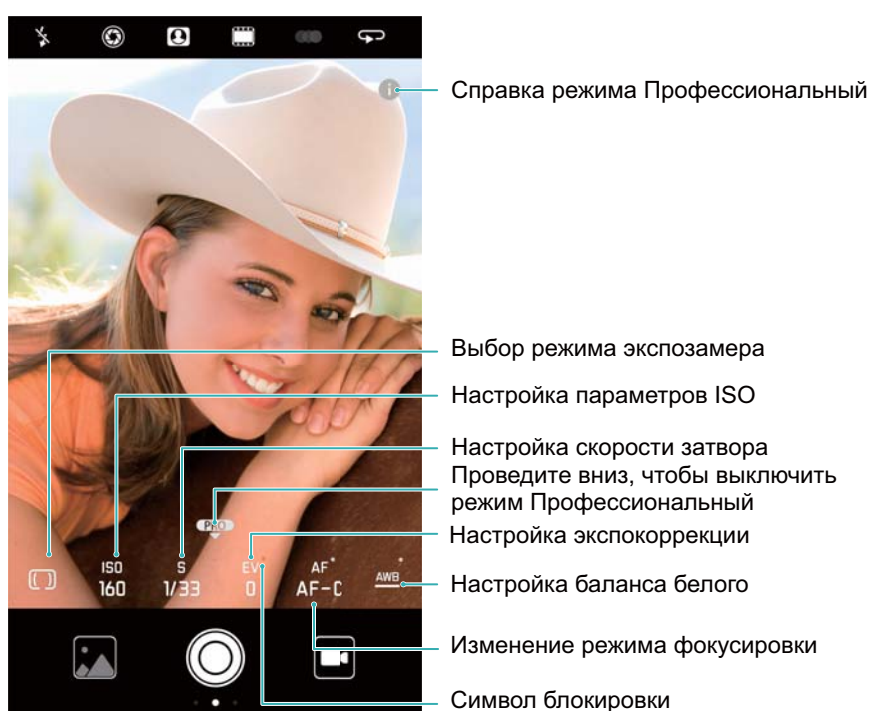 Справка режима Профессиональный
Выбор режима экспозамера
Настройка параметров ISO
Настройка скорости затвора
Проведите вниз, чтобы выключить
режим Профессиональный
Настройка экспокоррекции
Настройка баланса белого
Изменение режима фокусировки
Символ блокировки
PRO
ISO
160
S
1/33
EV
0
AF
AF-C
AWB